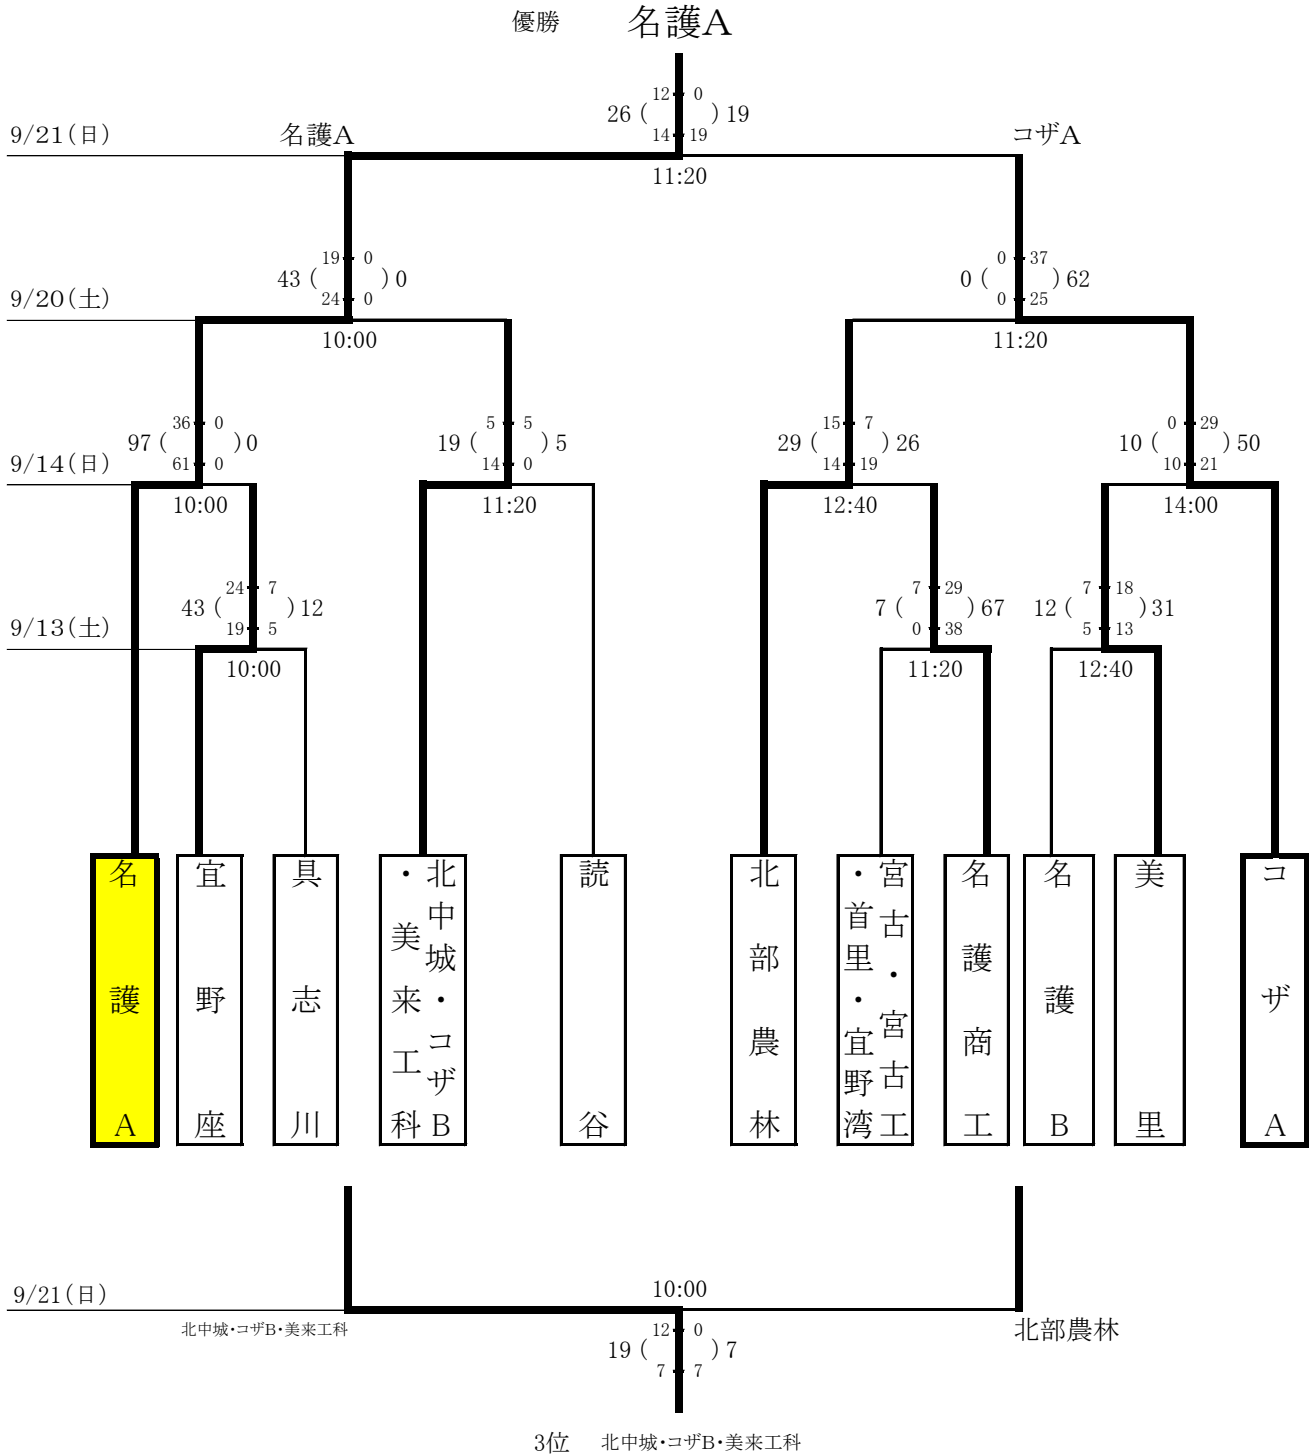 優勝 名護A
12 0
26 ( ) 19
14 19
9/21(日) 名護A コザA
11:20
19 0 0 37
43 ( ) 0 0 ( ) 62
24 0 0 25
9/20(土)
10:00 11:20
36 0 5 5 15 7 0 29
97 ( ) 0 19 ( ) 5 29 ( ) 26 10 ( ) 50
61 0 14 0 14 19 10 21
9/14(日)
10:00 11:20 12:40 14:00
24 7 7 29 7 18
43 ( ) 12 7 ( ) 67 12 ( ) 31
19 5 0 38 5 13
9/13(土)
10:00 11:20 12:40
名護A
宜野座
具志川
北中城・コザB
・美来工科
読谷
北部農林
宮古・宮古工
・首里・宜野湾
名護商工
名護B
美里
コザA
10:00
9/21(日)
北中城・コザB・美来工科 北部農林
12 0
19 ( ) 7
7 7
3位 北中城・コザB・美来工科